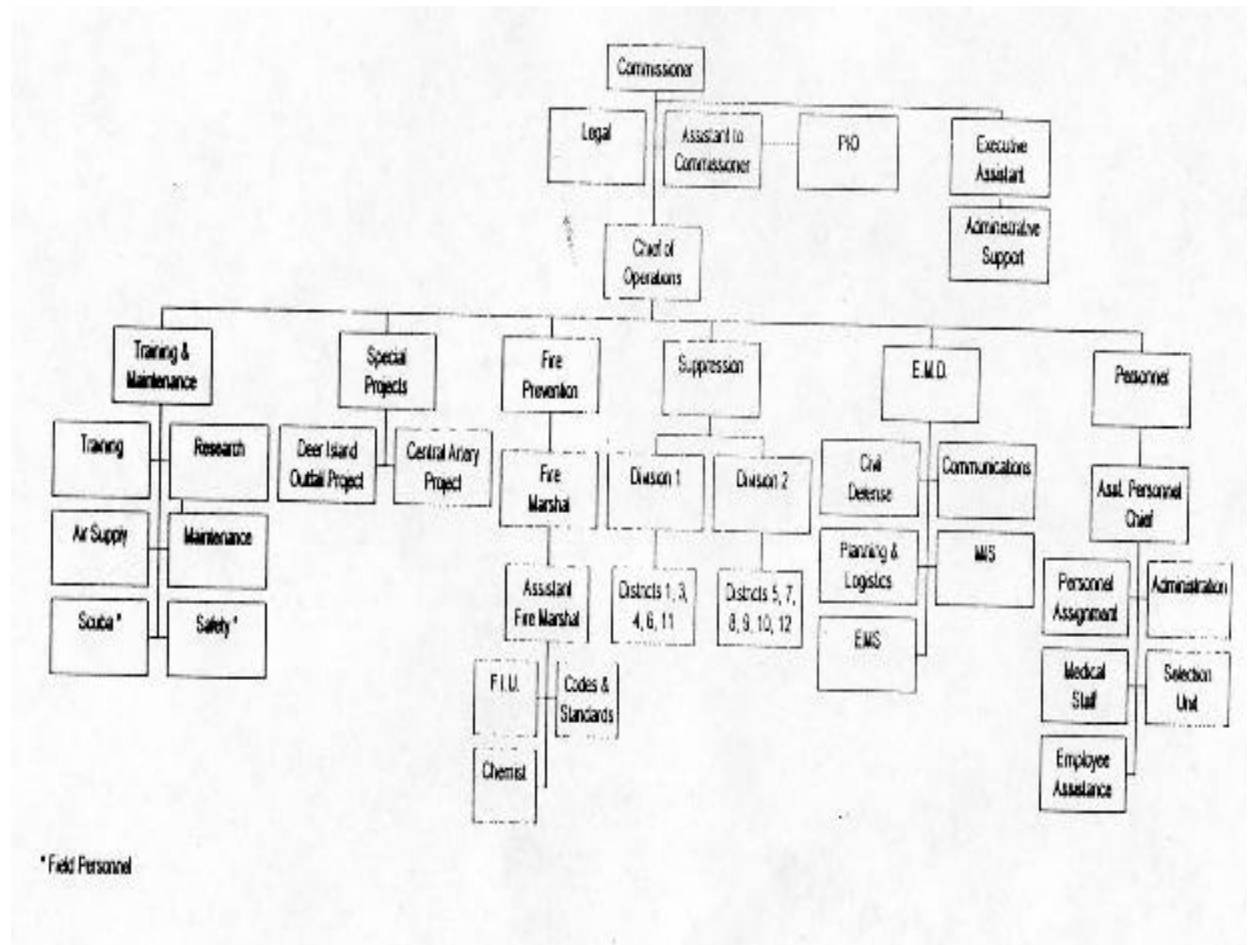 Commissioner
Legal
Assistant to
Commissioner
PIO
Executive
Assistant
Administrative
Support
Chief of
Operations
Training &
Maintenance
Special
Projects
Fire
Prevention
Suppression
E.M.D.
Personnel
Training
Research
Deer Island
Outfall Project
Central Artery
Project
Fire
Marshal
Division 1
Division 2
Civil
Defense
Communications
Asst. Personnel
Chief
Air Supply
Maintenance
Assistant
Fire Marshal
Districts 1, 3,
4, 6, 11
Districts 5, 7,
8, 9, 10, 12
Planning &
Logistics
MIS
Personnel
Assignment
Administration
Scuba *
Safety *
EMS
F.I.U.
Codes &
Standards
Medical
Staff
Selection
Unit
Chemist
Employee
Assistance
* Field Personnel